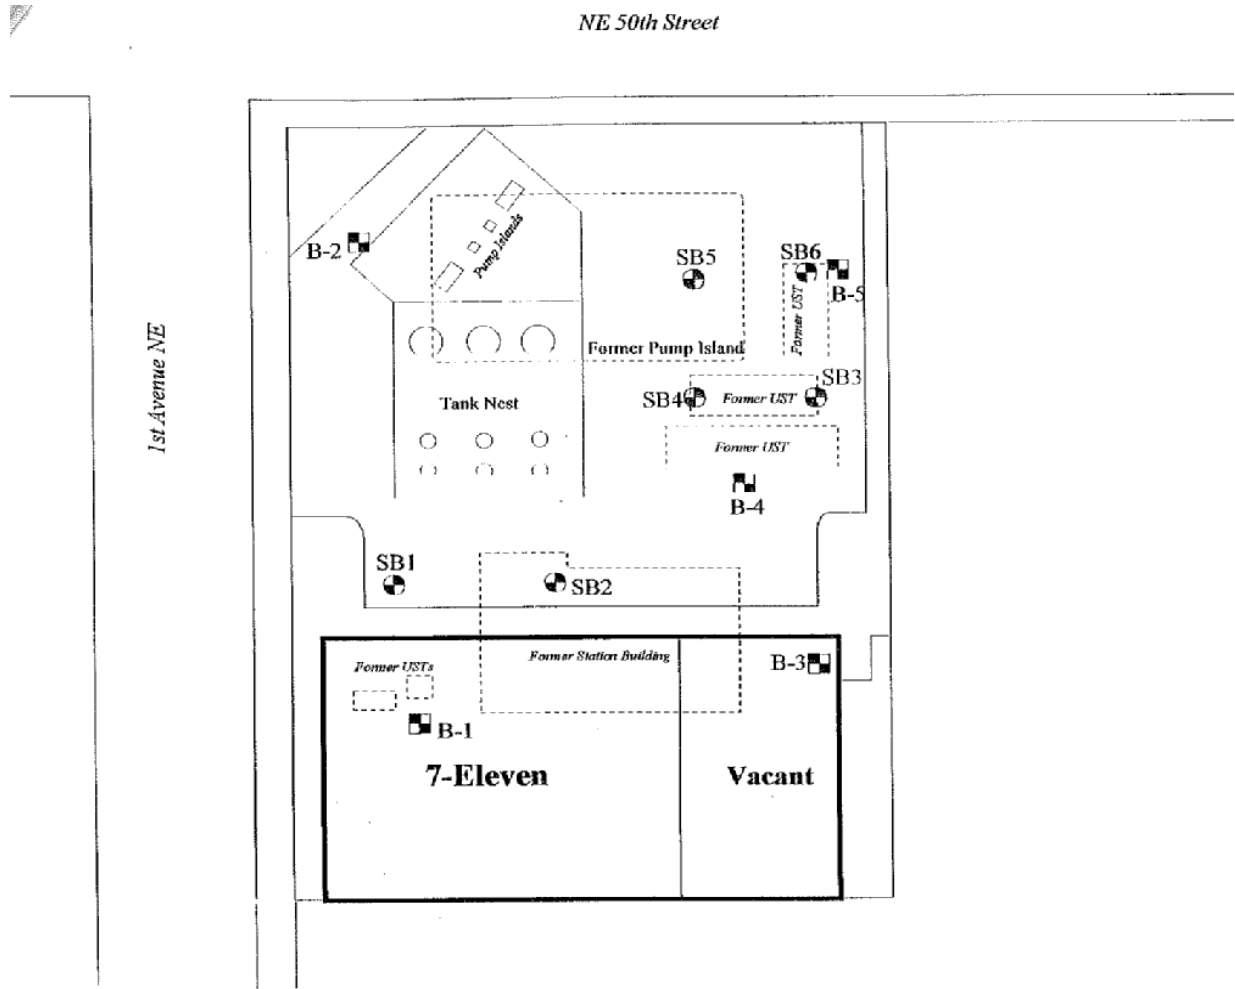 NE 50th Street
1st Avenue NE
B-2
Pump Islands
SB5
SB6
B-5
Former UST
Former Pump Island
SB3
SB4
Former UST
Tank Nest
Former UST
B-4
SB1
SB2
Former Station Building
B-3
Former USTs
B-1
7-Eleven
Vacant